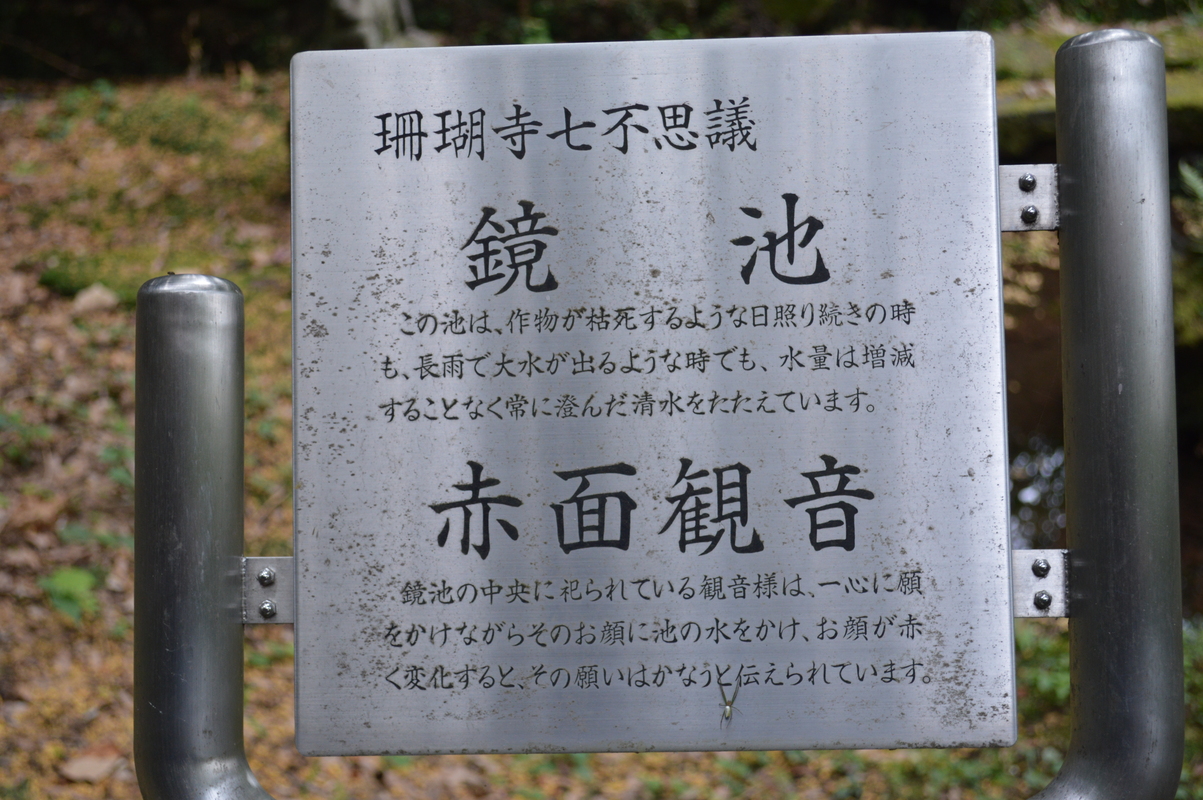 珊瑚寺七不思議
鏡池
この池は、作物が枯死するような日照り続きの時
も、長雨で大水が出るような時でも、水量は増減
することなく常に澄んだ清水をたたえています。
赤面観音
鏡池の中央に祀られている観音様は、一心に願
をかけながらそのお顔に池の水をかけ、お顔が赤
く変化すると、その願いはかなうと伝えられています。